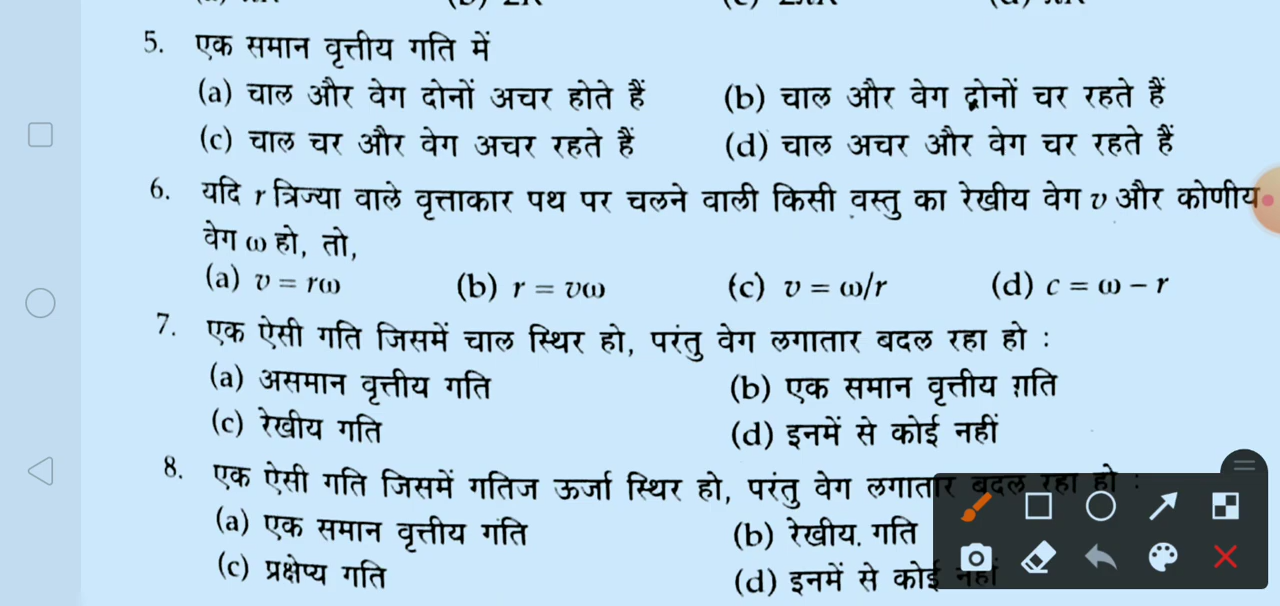 5. एक समान वृत्तीय गति में
(a) चाल और वेग दोनों अचर होते हैं (b) चाल और वेग दोनों चर रहते हैं
(c) चाल चर और वेग अचर रहते हैं (d) चाल अचर और वेग चर रहते हैं
6. यदि r त्रिज्या वाले वृत्ताकार पथ पर चलने वाली किसी वस्तु का रेखीय वेग v और कोणीय
वेग ω हो, तो,
(a) v = rω (b) r = vω (c) v = ω/r (d) c = ω – r
7. एक ऐसी गति जिसमें चाल स्थिर हो, परंतु वेग लगातार बदल रहा हो :
(a) असमान वृत्तीय गति (b) एक समान वृत्तीय गति
(c) रेखीय गति (d) इनमें से कोई नहीं
8. एक ऐसी गति जिसमें गतिज ऊर्जा स्थिर हो, परंतु वेग लगातार बदल रहा हो :
(a) एक समान वृत्तीय गति (b) रेखीय. गति
(c) प्रक्षेप्य गति (d) इनमें से कोई नहीं